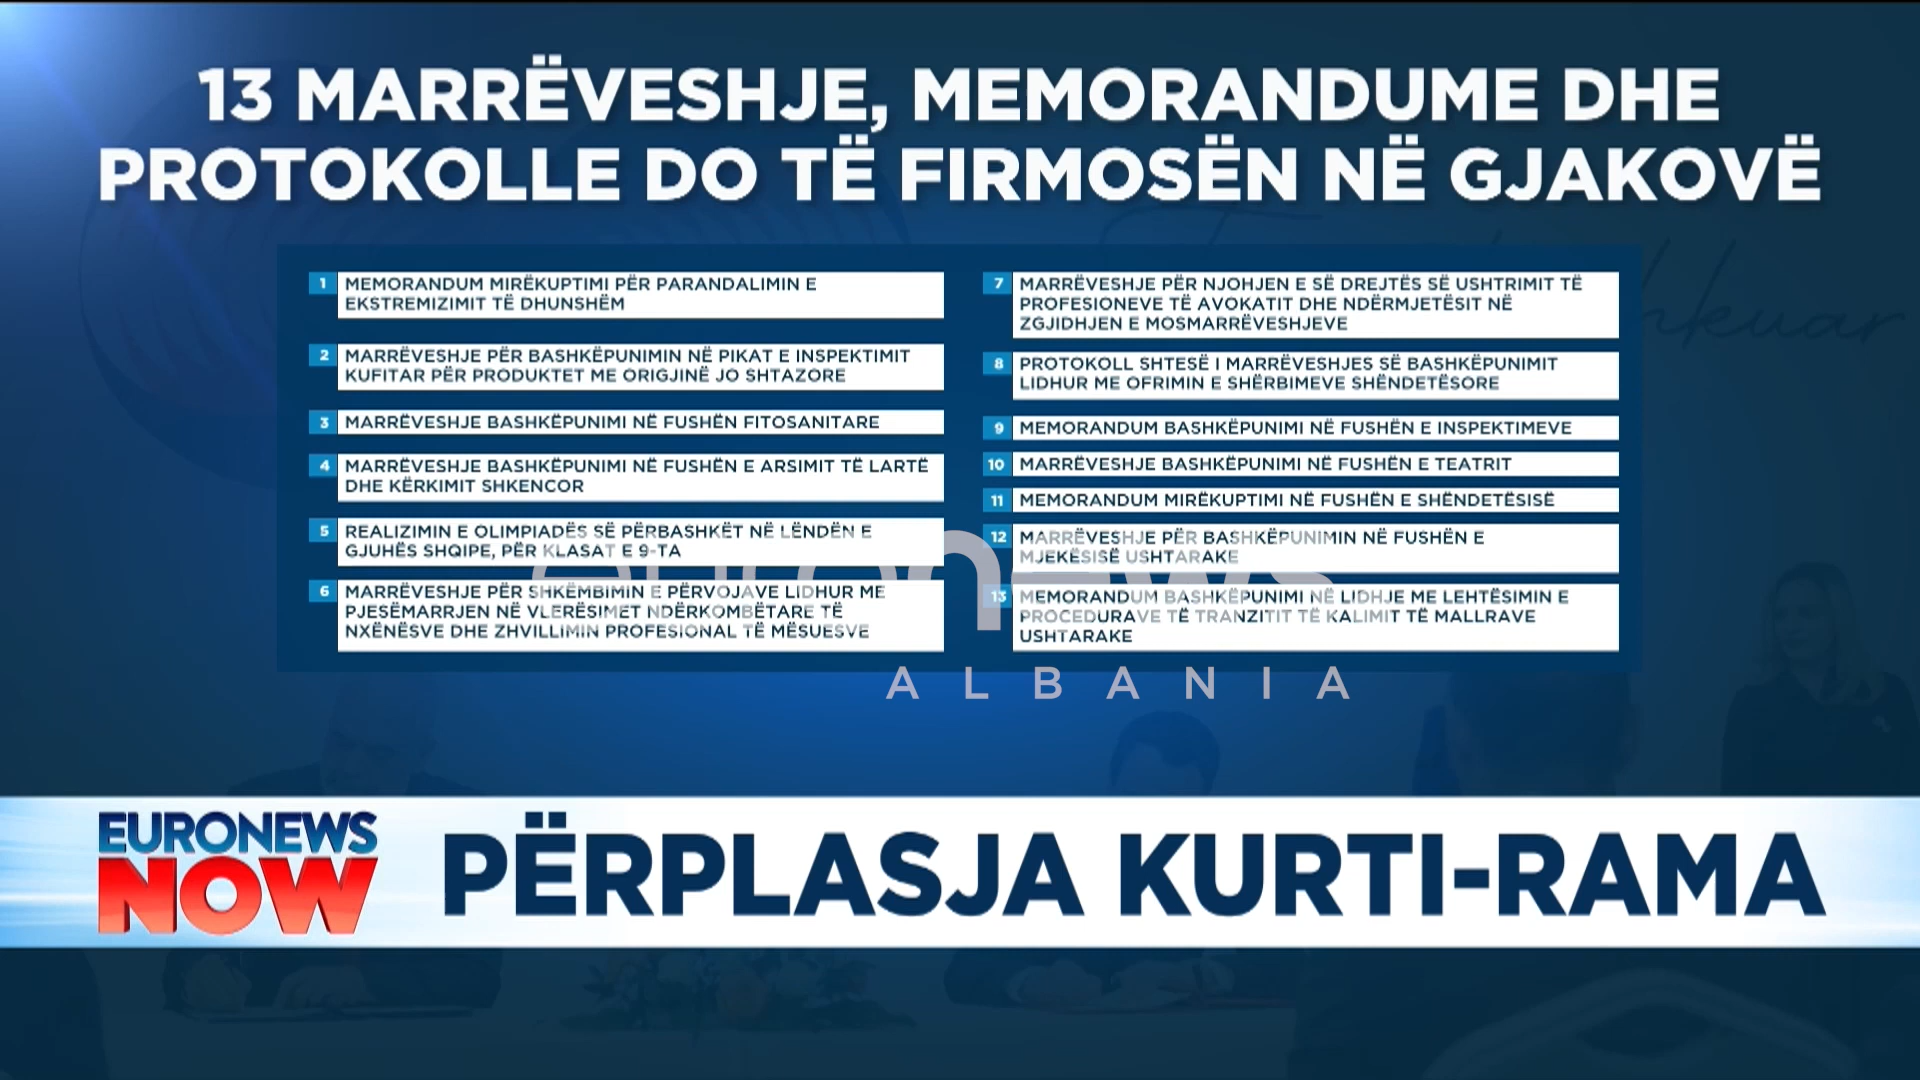 13 MARRËVESHJE, MEMORANDUME DHE
PROTOKOLLE DO TË FIRMOSËN NË GJAKOVË
1 MEMORANDUM MIRËKUPTIMI PËR PARANDALIMIN E
EKSTREMIZIMIT TË DHUNSHËM
2 MARRËVESHJE PËR BASHKËPUNIMIN NË PIKAT E INSPEKTIMIT
KUFITAR PËR PRODUKTET ME ORIGJINË JO SHTAZORE
3 MARRËVESHJE BASHKËPUNIMI NË FUSHËN FITOSANITARE
4 MARRËVESHJE BASHKËPUNIMI NË FUSHËN E ARSIMIT TË LARTË
DHE KËRKIMIT SHKENCOR
5 REALIZIMIN E OLIMPIADËS SË PËRBASHKËT NË LËNDËN E
GJUHËS SHQIPE, PËR KLASAT E 9-TA
6 MARRËVESHJE PËR SHKËMBIMIN E PËRVOJAVE LIDHUR ME
PJESËMARRJEN NË VLERËSIMET NDËRKOMBËTARE TË
NXËNËSVE DHE ZHVILLIMIN PROFESIONAL TË MËSUESVE
7 MARRËVESHJE PËR NJOHJEN E SË DREJTËS SË USHTRIMIT TË
PROFESIONEVE TË AVOKATIT DHE NDËRMJETËSIT NË
ZGJIDHJEN E MOSMARRËVESHJEVE
8 PROTOKOLL SHTESË I MARRËVESHJES SË BASHKËPUNIMIT
LIDHUR ME OFRIMIN E SHËRBIMEVE SHËNDETËSORE
9 MEMORANDUM BASHKËPUNIMI NË FUSHËN E INSPEKTIMEVE
10 MARRËVESHJE BASHKËPUNIMI NË FUSHËN E TEATRIT
11 MEMORANDUM MIRËKUPTIMI NË FUSHËN E SHËNDETËSISË
12 MARRËVESHJE PËR BASHKËPUNIMIN NË FUSHËN E
MJEKËSISË USHTARAKE
13 MEMORANDUM BASHKËPUNIMI NË LIDHJE ME LEHTËSIMIN E
PROCEDURAVE TË TRANZITIT TË KALIMIT TË MALLRAVE
USHTARAKE
euronews
ALBANIA
EURONEWS
NOW
PËRPLASJA KURTI-RAMA